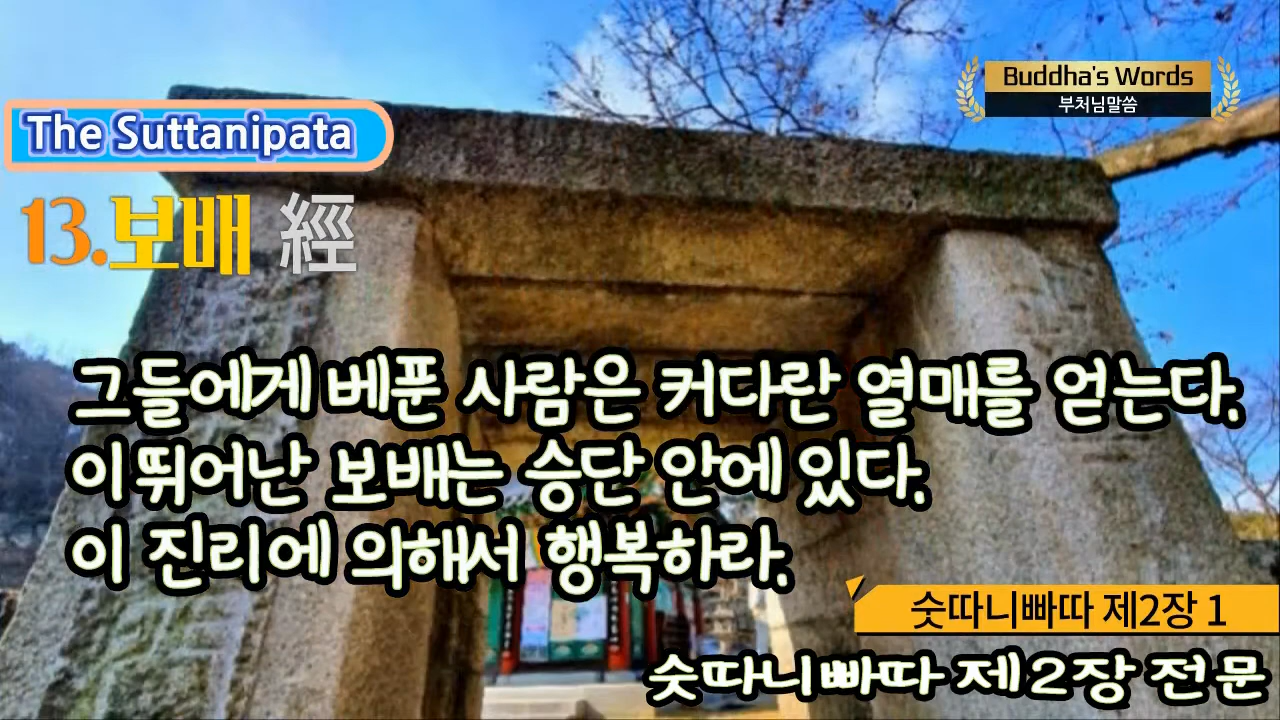 Buddha's Words
부처님말씀
The Suttanipata
13.보배 經
그들에게 베푼 사람은 커다란 열매를 얻는다.
이 뛰어난 보배는 승단 안에 있다.
이 진리에 의해서 행복하라.
숫따니빠따 제2장 1
숫따니빠따 제2장 전문